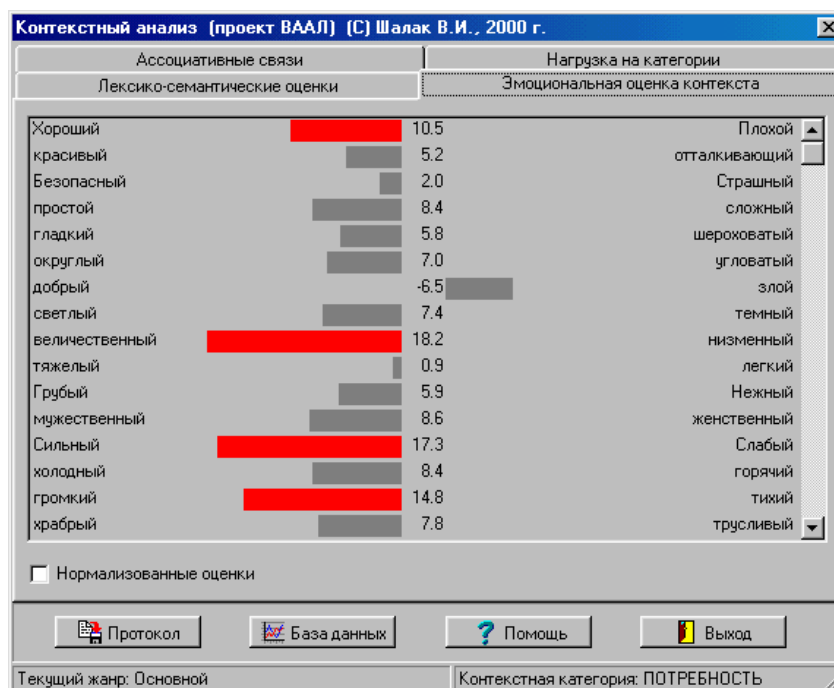 Контекстный анализ (проект ВААЛ) (C) Шалак В.И., 2000 г.
Ассоциативные связи Нагрузка на категории
Лексико-семантические оценки Эмоциональная оценка контекста
Хороший 10.5 Плохой
красивый 5.2 отталкивающий
Безопасный 2.0 Страшный
простой 8.4 сложный
гладкий 5.8 шероховатый
округлый 7.0 угловатый
добрый -6.5 злой
светлый 7.4 темный
величественный 18.2 низменный
тяжелый 0.9 легкий
Грубый 5.9 Нежный
мужественный 8.6 женственный
Сильный 17.3 Слабый
холодный 8.4 горячий
громкий 14.8 тихий
храбрый 7.8 трусливый
Нормализованные оценки
Протокол База данных Помощь Выход
Текущий жанр: Основной Контекстная категория: ПОТРЕБНОСТЬ